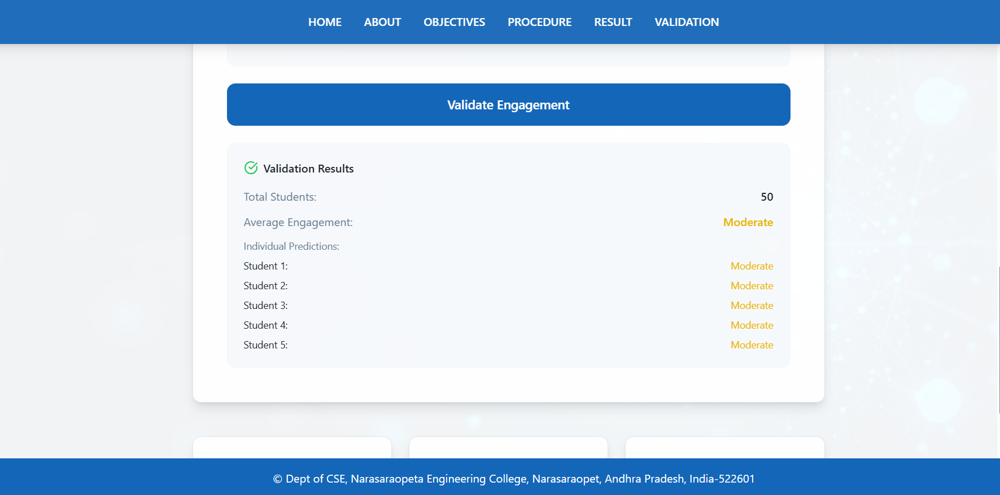 HOME ABOUT OBJECTIVES PROCEDURE RESULT VALIDATION
Validate Engagement
Validation Results
Total Students: 50
Average Engagement: Moderate
Individual Predictions:
Student 1: Moderate
Student 2: Moderate
Student 3: Moderate
Student 4: Moderate
Student 5: Moderate
© Dept of CSE, Narasaraopeta Engineering College, Narasaraopet, Andhra Pradesh, India-522601